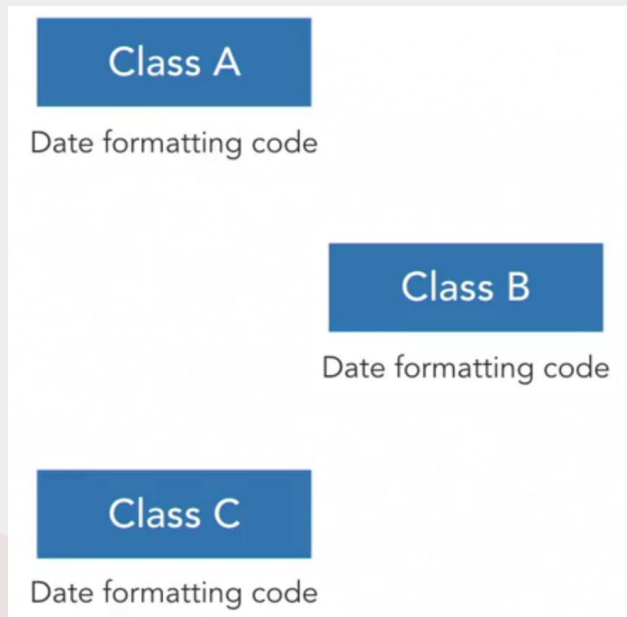 Class A
Date formatting code
Class B
Date formatting code
Class C
Date formatting code